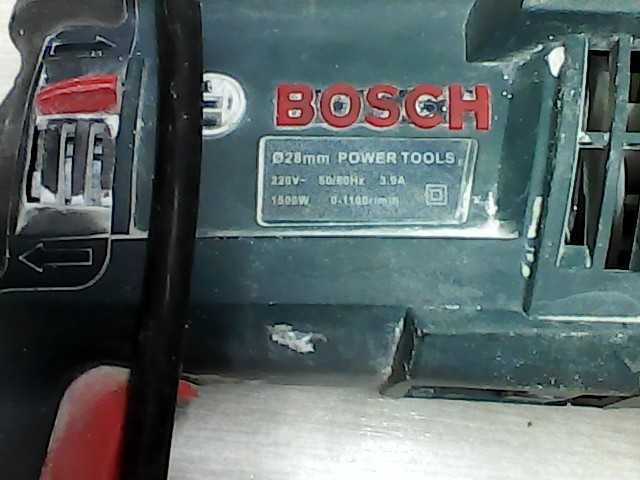 BOSCH
Ø28mm POWER TOOLS
220V~ 50/60Hz 3.9A
1500W 0-1100r/min